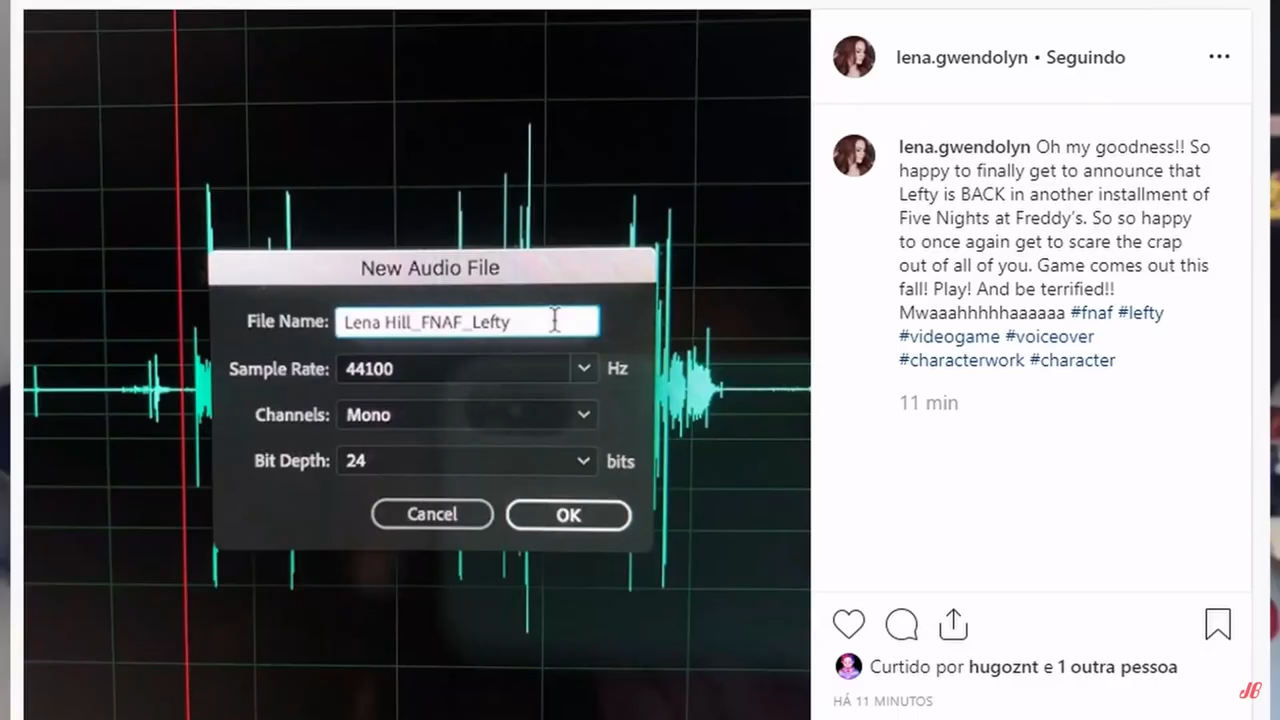 New Audio File
File Name: Lena Hill_FNAF_Lefty
Sample Rate: 44100 Hz
Channels: Mono
Bit Depth: 24 bits
Cancel OK
lena.gwendolyn • Seguindo
lena.gwendolyn Oh my goodness!! So
happy to finally get to announce that
Lefty is BACK in another installment of
Five Nights at Freddy's. So so happy
to once again get to scare the crap
out of all of you. Game comes out this
fall! Play! And be terrified!!
Mwaaahhhhhaaaaaa #fnaf #lefty
#videogame #voiceover
#characterwork #character
11 min
Curtido por hugoznt e 1 outra pessoa
HÁ 11 MINUTOS
JB